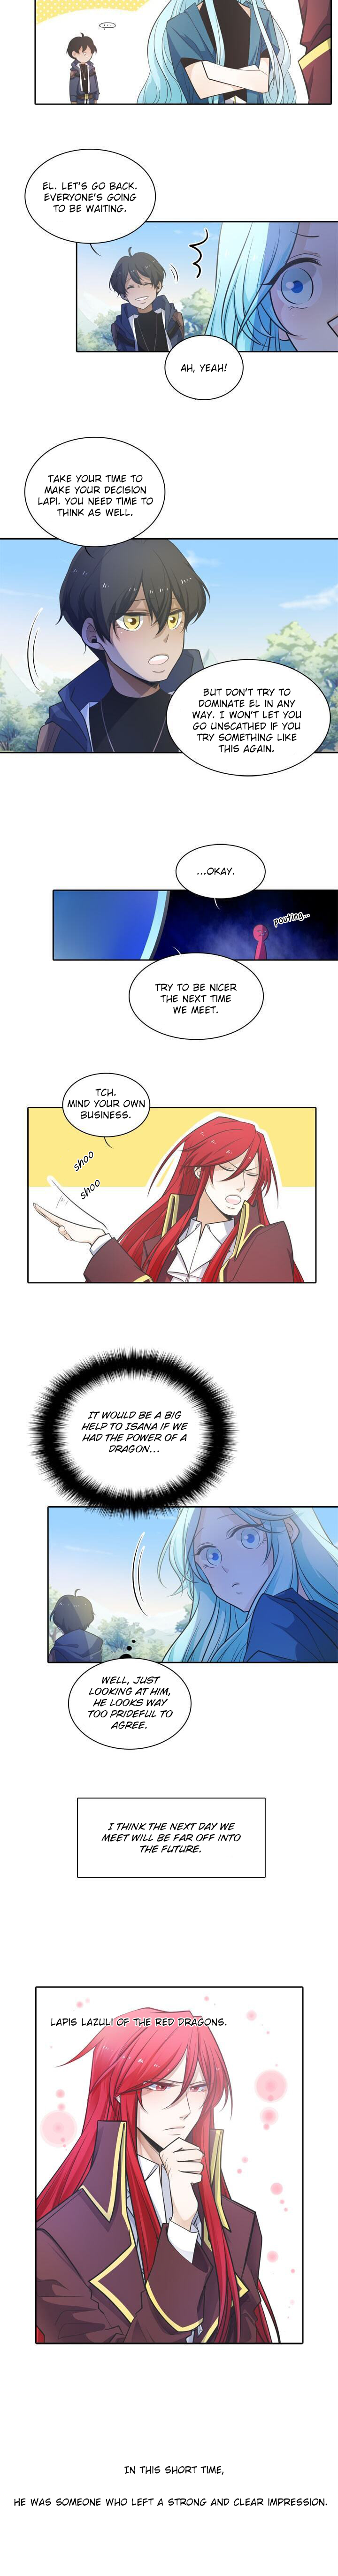 ...
EL. LET'S GO BACK.
EVERYONE'S GOING
TO BE WAITING.
AH, YEAH!
TAKE YOUR TIME TO
MAKE YOUR DECISION
LAPI. YOU NEED TIME TO
THINK AS WELL.
BUT DON'T TRY TO
DOMINATE EL IN ANY
WAY. I WON'T LET YOU
GO UNSCATHED IF YOU
TRY SOMETHING LIKE
THIS AGAIN.
...OKAY.
pouting...
TRY TO BE NICER
THE NEXT TIME
WE MEET.
TCH.
MIND YOUR OWN
BUSINESS.
shoo
shoo
IT WOULD BE A BIG
HELP TO ISANA IF WE
HAD THE POWER OF A
DRAGON...
WELL, JUST
LOOKING AT HIM,
HE LOOKS WAY
TOO PRIDEFUL TO
AGREE.
I THINK THE NEXT DAY WE
MEET WILL BE FAR OFF INTO
THE FUTURE.
LAPIS LAZULI OF THE RED DRAGONS.
IN THIS SHORT TIME,
HE WAS SOMEONE WHO LEFT A STRONG AND CLEAR IMPRESSION.